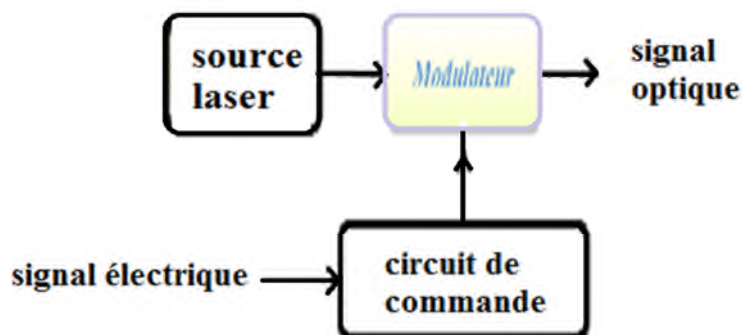 source
laser
Modulateur
signal
optique
signal électrique
circuit de
commande